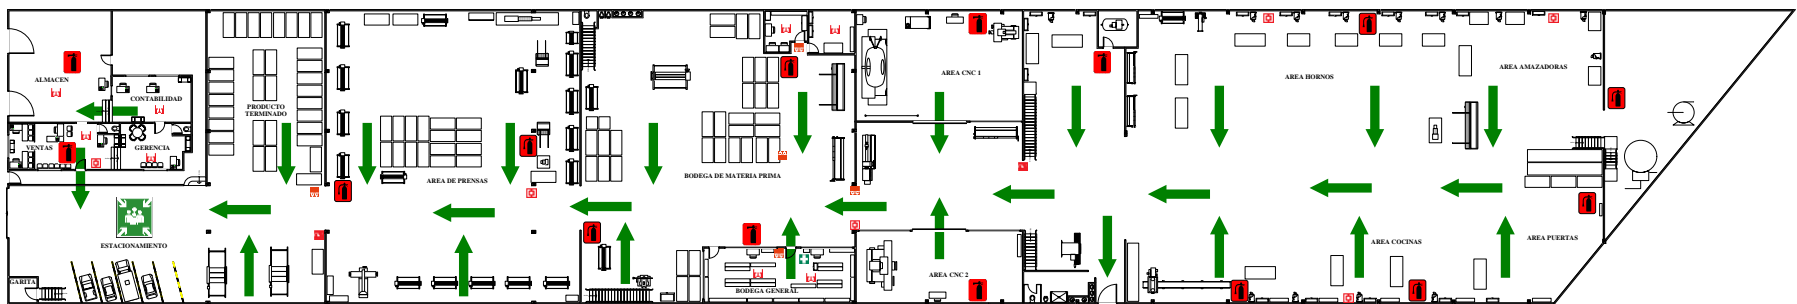 ALMACEN
CONTABILIDAD
VENTAS
GERENCIA
ESTACIONAMIENTO
GARITA
PRODUCTO
TERMINADO
AREA DE PRENSAS
BODEGA DE MATERIA PRIMA
BODEGA GENERAL
AREA CNC 1
AREA CNC 2
AREA HORNOS
AREA AMAZADORAS
AREA COCINAS
AREA PUERTAS